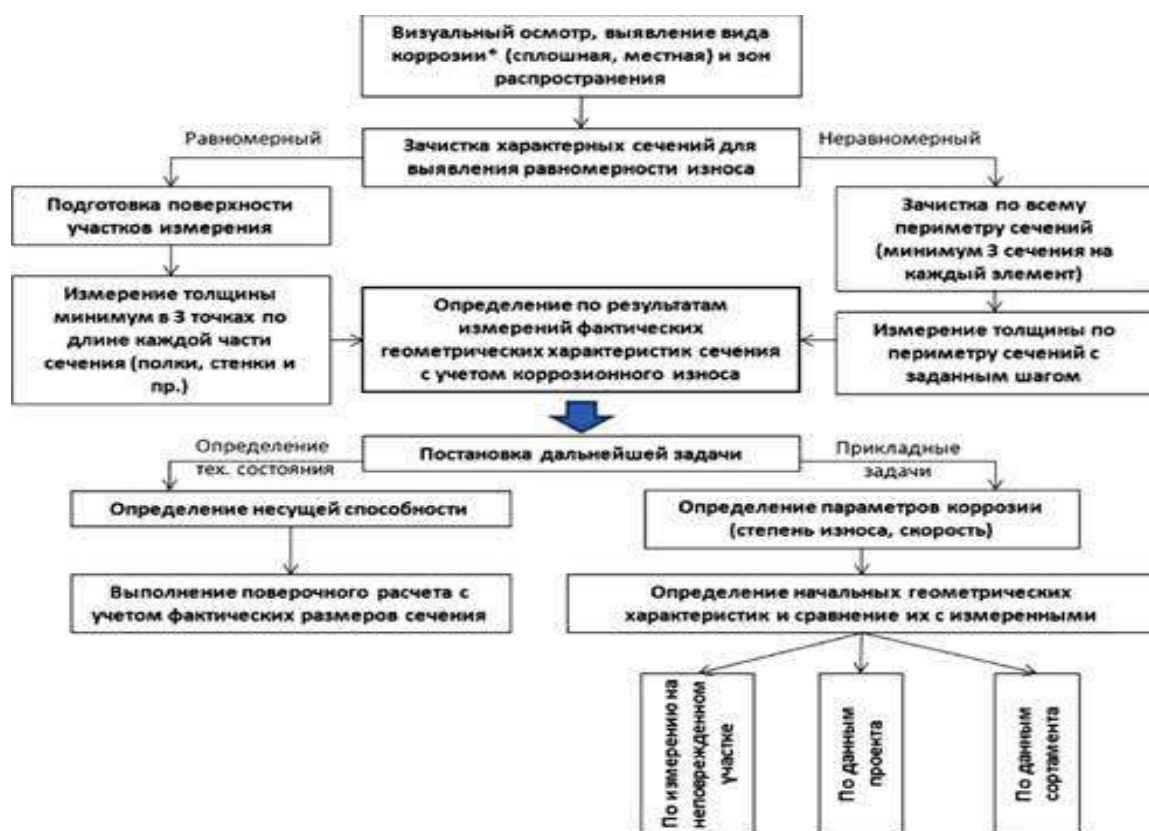 Визуальный осмотр, выявление вида
коррозии* (сплошная, местная) и зон
распространения
Равномерный
Зачистка характерных сечений для
выявления равномерности износа
Неравномерный
Подготовка поверхности
участков измерения
Зачистка по всему
периметру сечений
(минимум 3 сечения на
каждый элемент)
Измерение толщины
минимум в 3 точках по
длине каждой части
сечения (полки, стенки и
пр.)
Определение по результатам
измерений фактических
геометрических характеристик сечения
с учетом коррозионного износа
Измерение толщины по
периметру сечений с
заданным шагом
Определение
тех. состояния
Постановка дальнейшей задачи
Прикладные
задачи
Определение несущей способности
Определение параметров коррозии
(степень износа, скорость)
Выполнение поверочного расчета с
учетом фактических размеров сечения
Определение начальных геометрических
характеристик и сравнение их с измеренными
По измерению на
неповрежденном
участке
По данным
проекта
По данным
сортамента